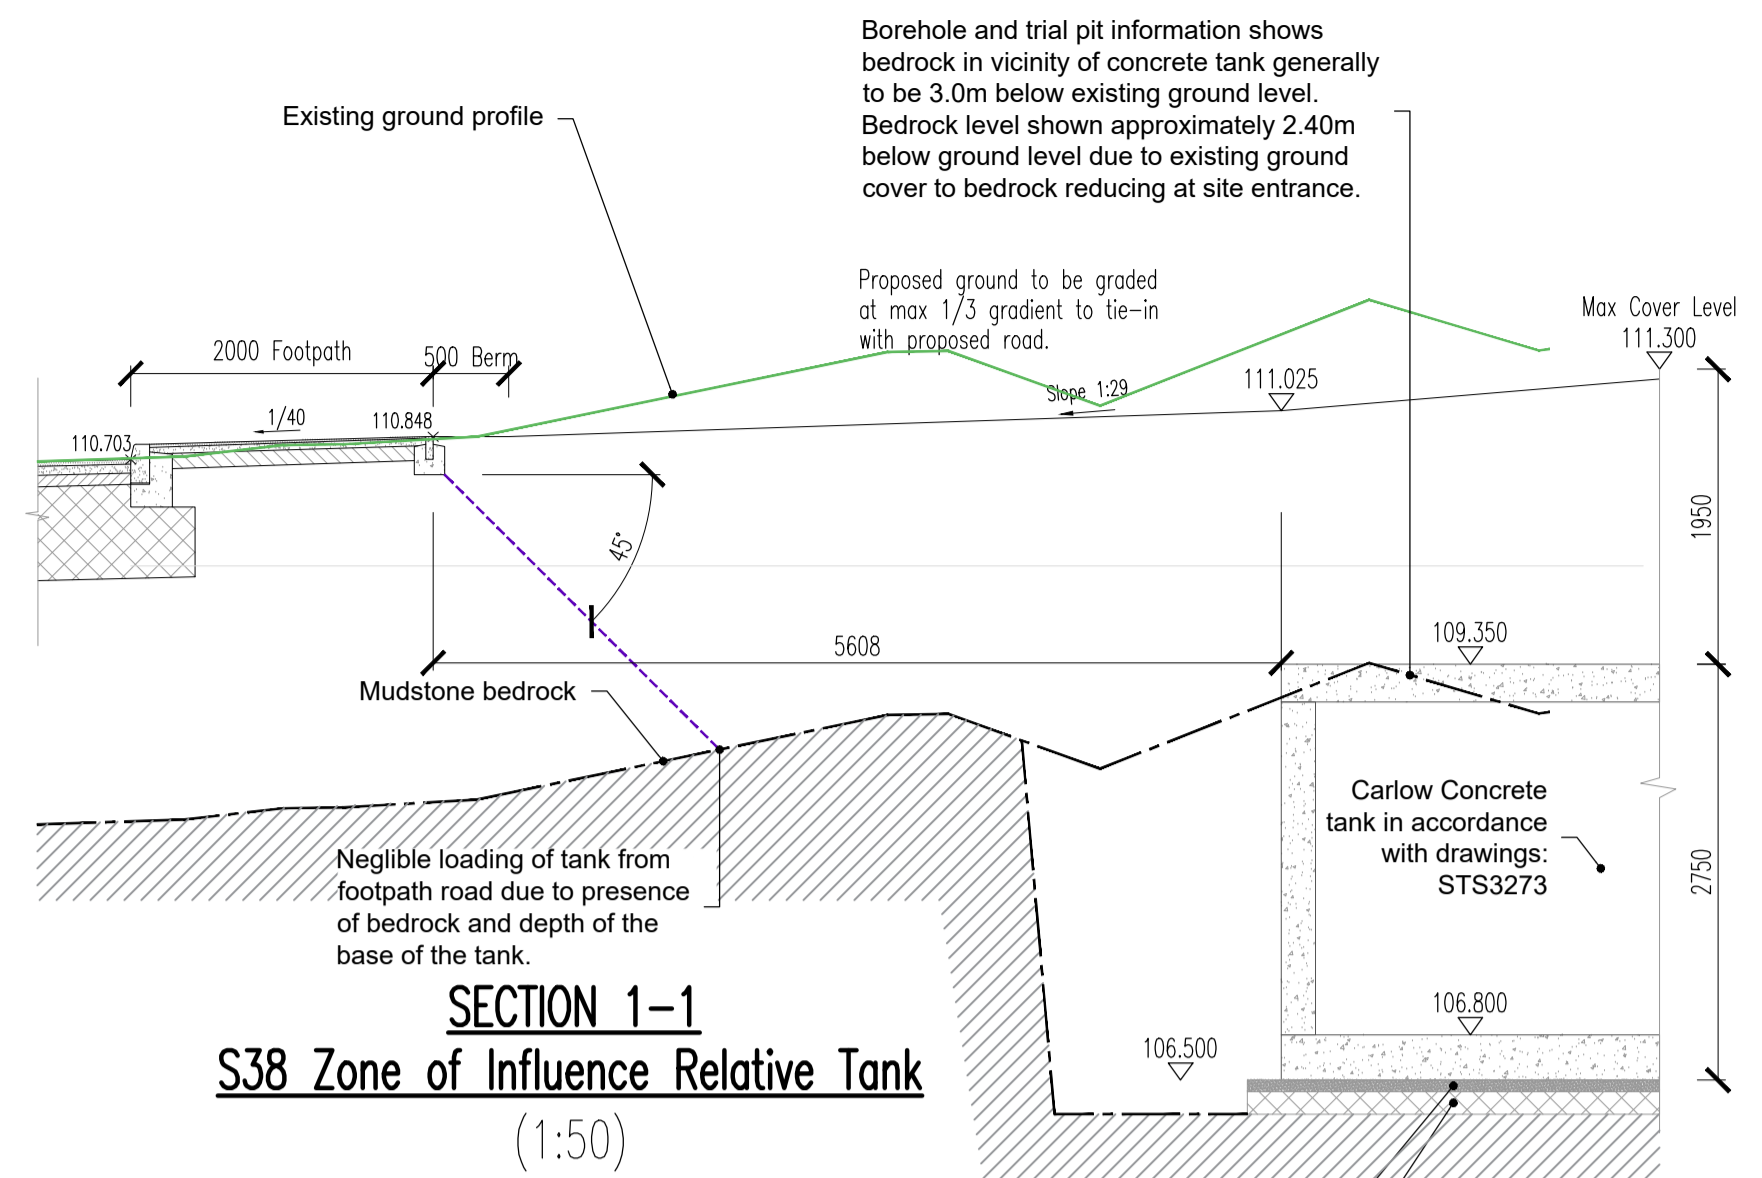 Borehole and trial pit information shows
bedrock in vicinity of concrete tank generally
to be 3.0m below existing ground level.
Bedrock level shown approximately 2.40m
below ground level due to existing ground
cover to bedrock reducing at site entrance.
Existing ground profile
Proposed ground to be graded
at max 1/3 gradient to tie-in
with proposed road.
Max Cover Level
111.300
2000 Footpath
500 Berm
111.025
Slope 1:29
1/40
110.848
110.703
45°
1950
5608
109.350
Mudstone bedrock
Carlow Concrete
tank in accordance
with drawings:
STS3273
2750
Neglible loading of tank from
footpath road due to presence
of bedrock and depth of the
base of the tank.
106.800
106.500
SECTION 1-1
S38 Zone of Influence Relative Tank
(1:50)